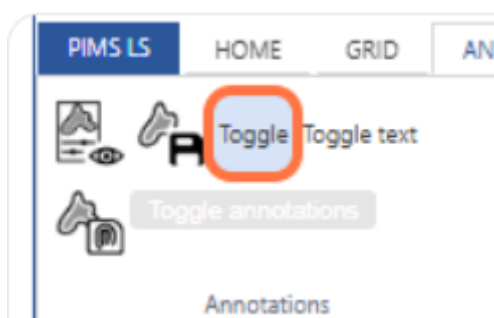 PIMS LS HOME GRID AN
Toggle Toggle text
Toggle annotations
Annotations